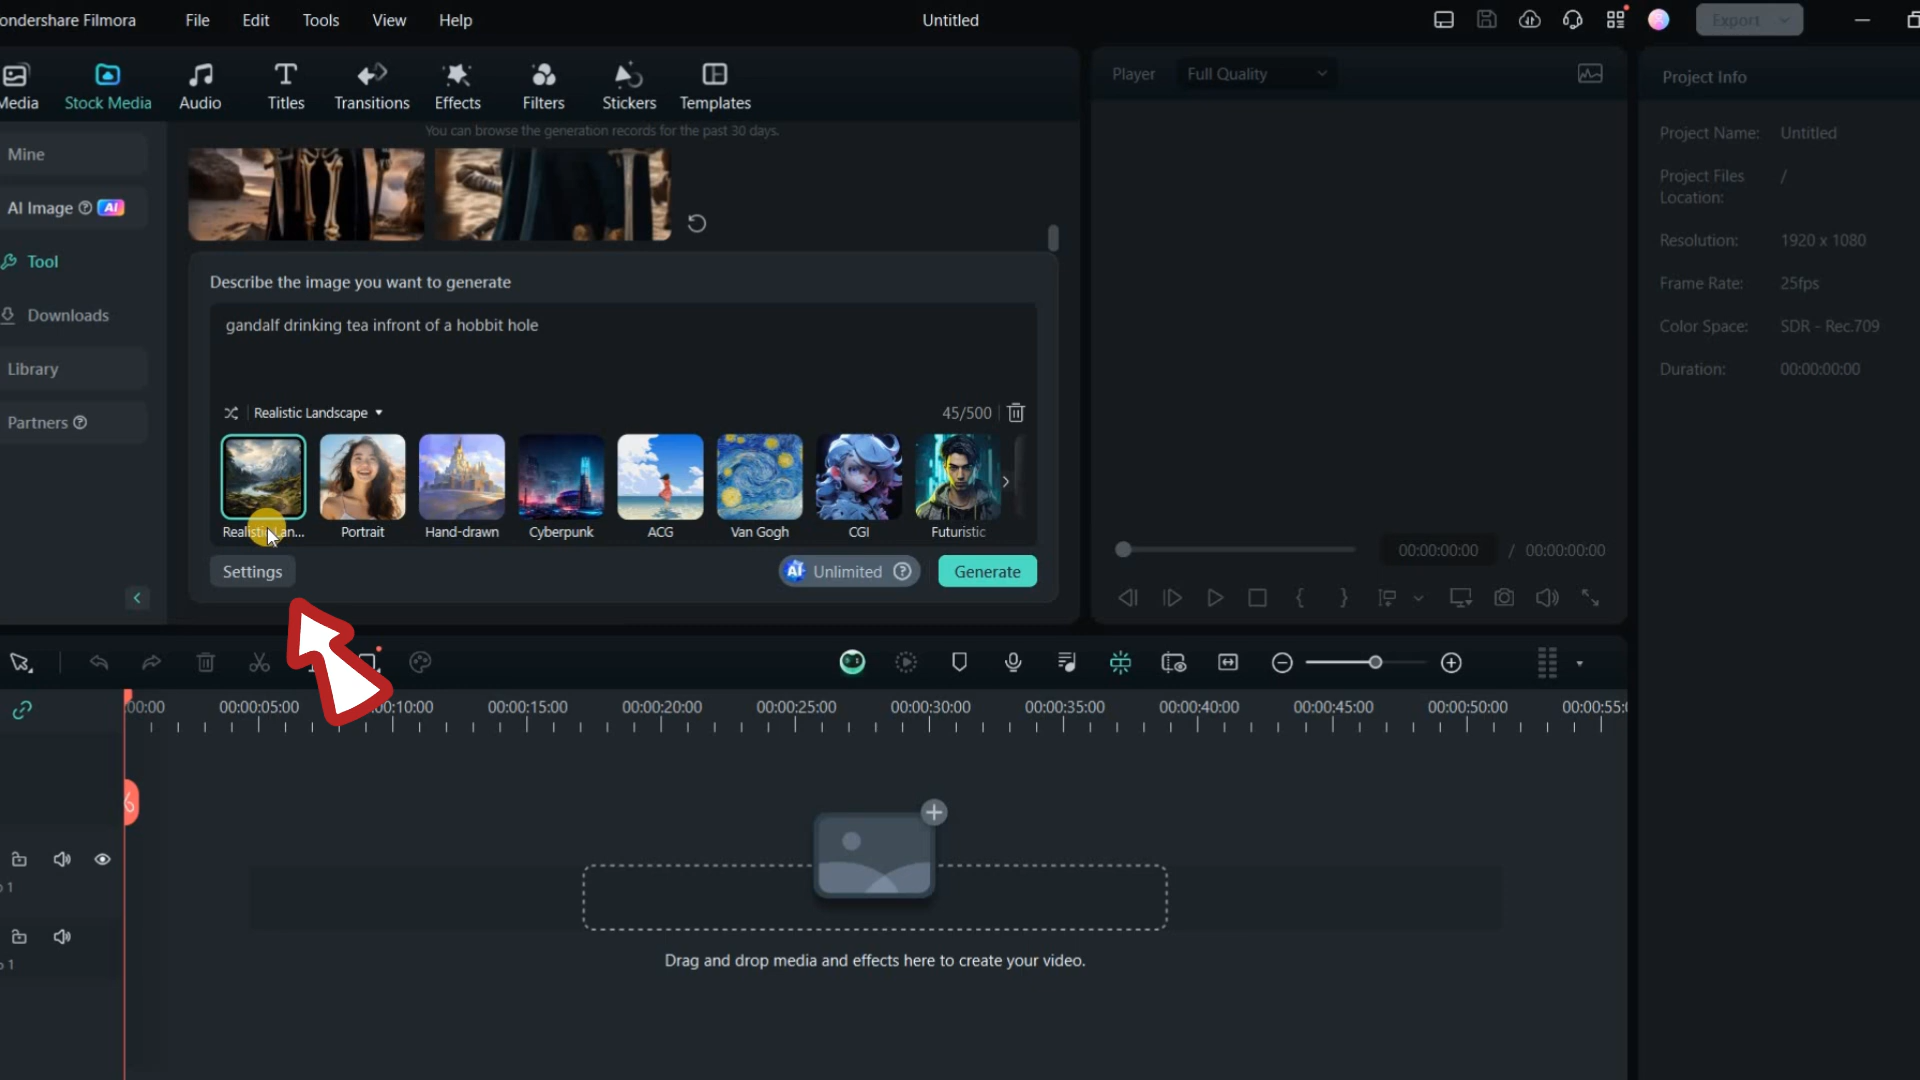 ondershare Filmora File Edit Tools View Help Untitled Export
Media Stock Media Audio Titles Transitions Effects Filters Stickers Templates
Player Full Quality
Project Info
You can browse the generation records for the past 30 days.
Mine
AI Image AI
Tool
Downloads
Library
Partners
Describe the image you want to generate
gandalf drinking tea infront of a hobbit hole
Realistic Landscape 45/500
Realistic Lan... Portrait Hand-drawn Cyberpunk ACG Van Gogh CGI Futuristic
Settings AI Unlimited Generate
Project Name: Untitled
Project Files Location: /
Resolution: 1920 x 1080
Frame Rate: 25fps
Color Space: SDR - Rec.709
Duration: 00:00:00:00
00:00:00:00 / 00:00:00:00
:00:00 00:00:05:00 :00:10:00 00:00:15:00 00:00:20:00 00:00:25:00 00:00:30:00 00:00:35:00 00:00:40:00 00:00:45:00 00:00:50:00 00:00:55:
1
1
Drag and drop media and effects here to create your video.